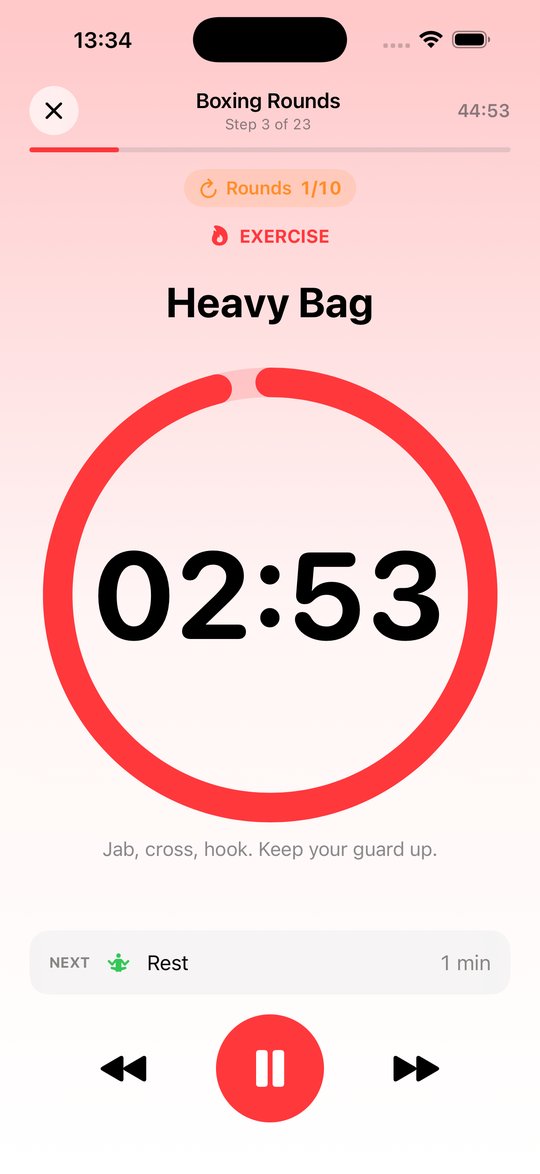 13:34
Boxing Rounds
Step 3 of 23
44:53
Rounds 1/10
EXERCISE
Heavy Bag
02:53
Jab, cross, hook. Keep your guard up.
NEXT Rest 1 min